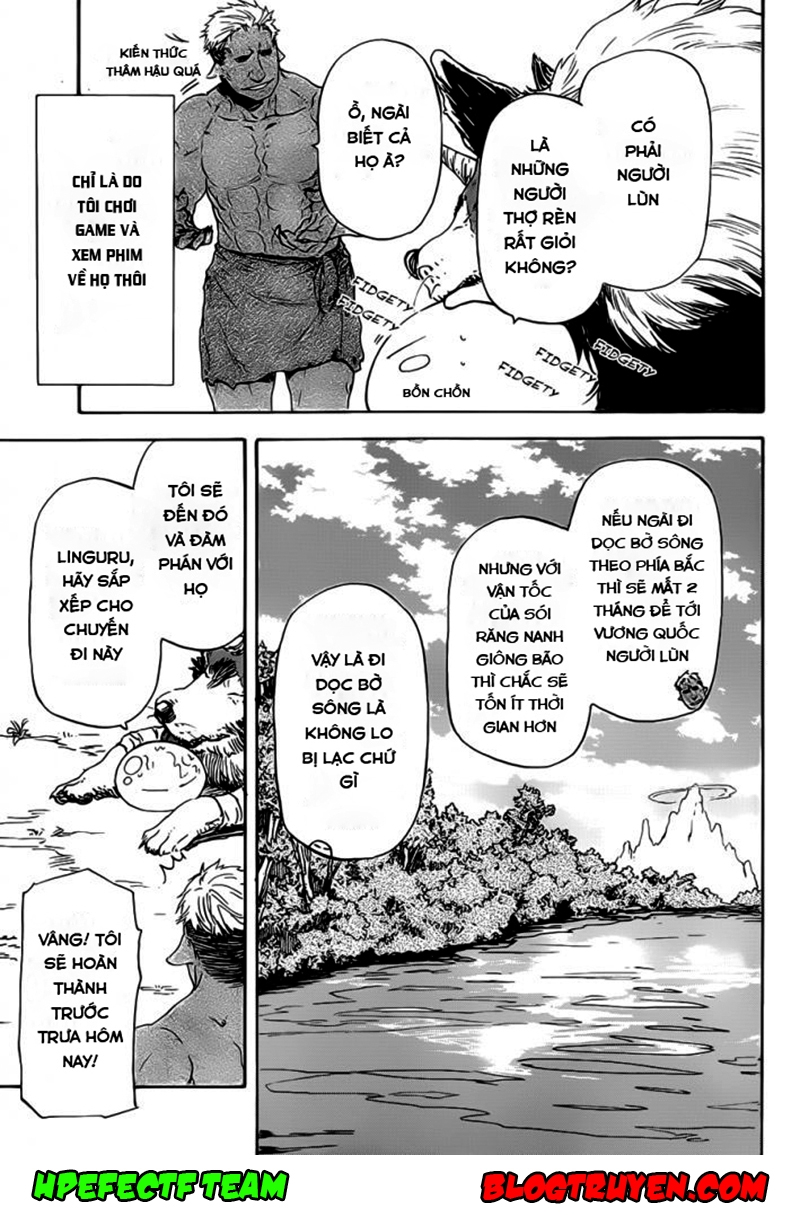 CÓ
PHẢI
NGƯỜI
LÙN
LÀ
NHỮNG
NGƯỜI
THỢ RÈN
RẤT GIỎI
KHÔNG?
Ồ, NGÀI
BIẾT CẢ
HỌ À?
KIẾN THỨC
THÂM HẬU QUÁ
CHỈ LÀ DO
TÔI CHƠI
GAME VÀ
XEM PHIM
VỀ HỌ THÔI
FIDGETY
FIDGETY
FIDGETY
FIDGETY
FIDGETY
BỒN CHỒN
NẾU NGÀI ĐI
DỌC BỜ SÔNG
THEO PHÍA BẮC
THÌ SẼ MẤT 2
THÁNG ĐỂ TỚI
VƯƠNG QUỐC
NGƯỜI LÙN
NHƯNG VỚI
VẬN TỐC
CỦA SÓI
RĂNG NANH
GIÔNG BÃO
THÌ CHẮC SẼ
TỐN ÍT THỜI
GIAN HƠN
VẬY LÀ ĐI
DỌC BỜ
SÔNG LÀ
KHÔNG LO
BỊ LẠC CHỨ
GÌ
TÔI SẼ
ĐẾN ĐÓ
VÀ ĐÀM
PHÁN VỚI
HỌ
LINGURU,
HÃY SẮP
XẾP CHO
CHUYẾN
ĐI NÀY
VÂNG! TÔI
SẼ HOÀN
THÀNH
TRƯỚC
TRƯA HÔM
NAY!
HPEFECTF TEAM
BLOGTRUYEN.COM